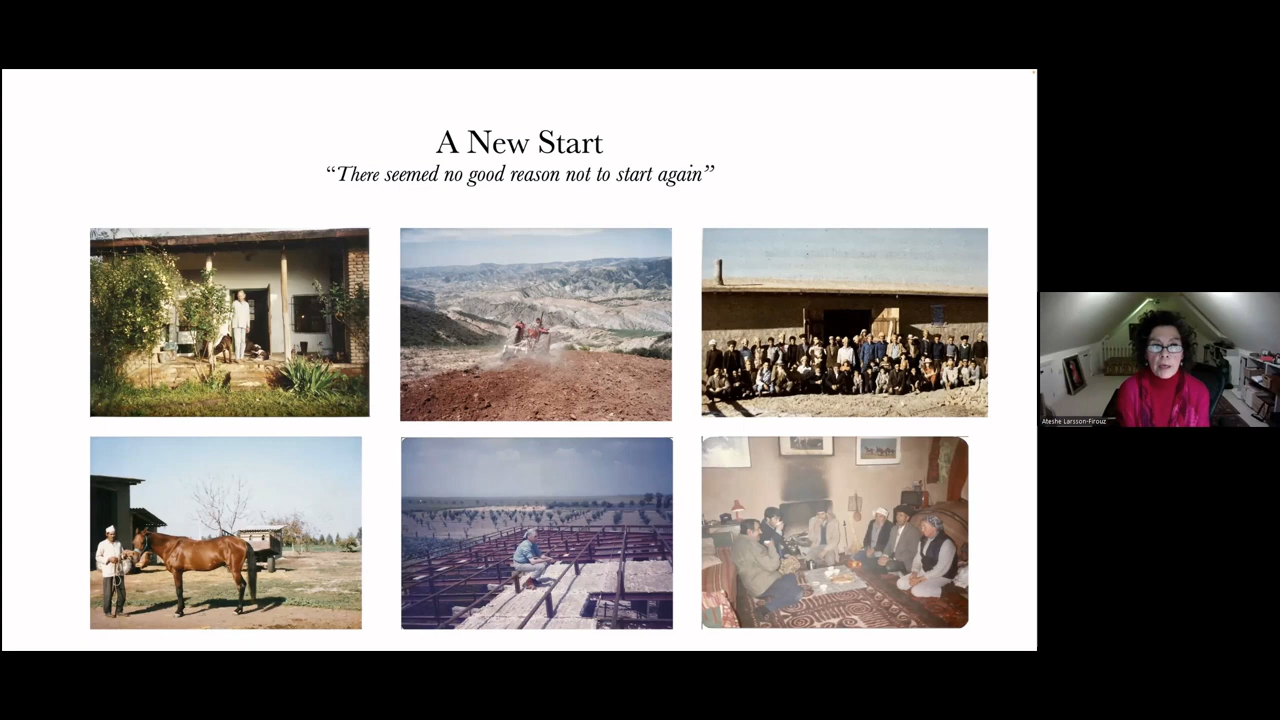 A New Start
“There seemed no good reason not to start again”
Ateshe Larsson-Firouz